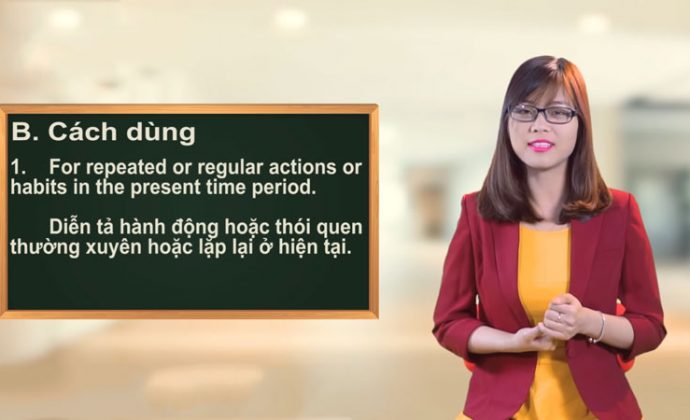 B. Cách dùng
1. For repeated or regular actions or
habits in the present time period.
Diễn tả hành động hoặc thói quen
thường xuyên hoặc lặp lại ở hiện tại.